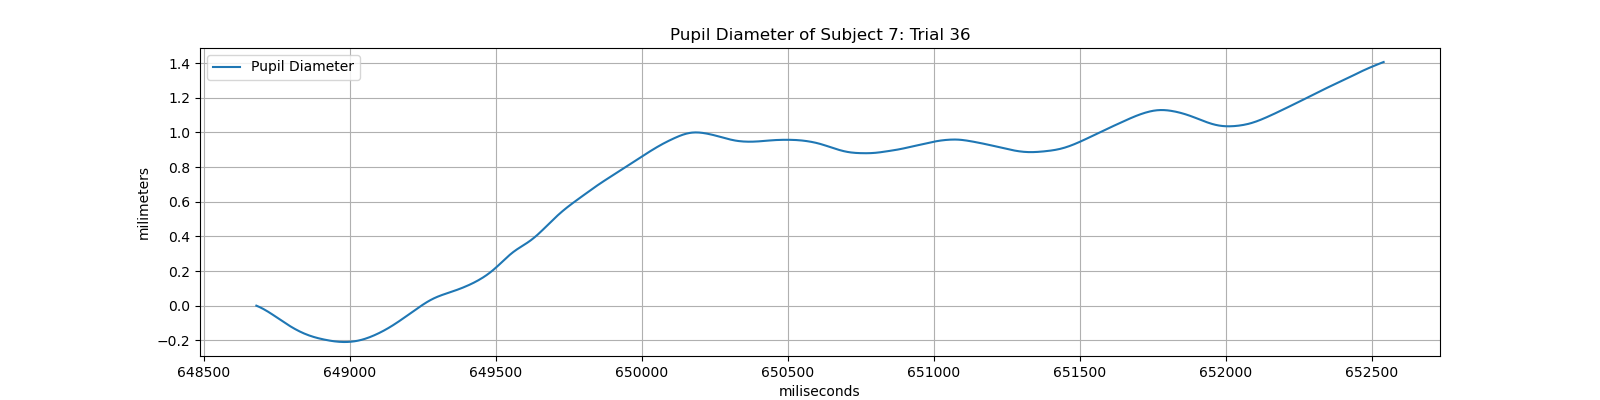 Pupil Diameter of Subject 7: Trial 36
Pupil Diameter
1.4
1.2
1.0
0.8
0.6
0.4
0.2
0.0
−0.2
milimeters
648500 649000 649500 650000 650500 651000 651500 652000 652500
miliseconds